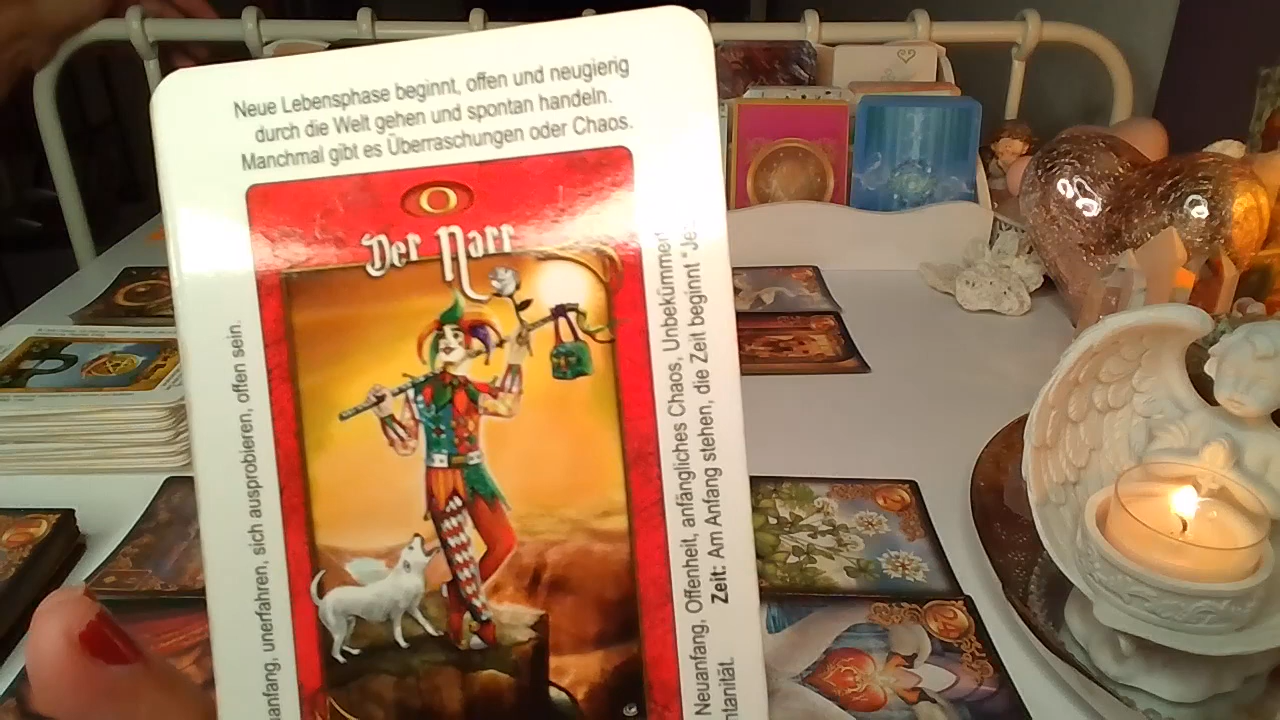 Neue Lebensphase beginnt, offen und neugierig
durch die Welt gehen und spontan handeln.
Manchmal gibt es Überraschungen oder Chaos.
0
Der Narr
anfang, unerfahren, sich ausprobieren, offen sein.
Neuanfang, Offenheit, anfängliches Chaos, Unbekümmer
Zeit: Am Anfang stehen, die Zeit beginnt "Je
ntanität.